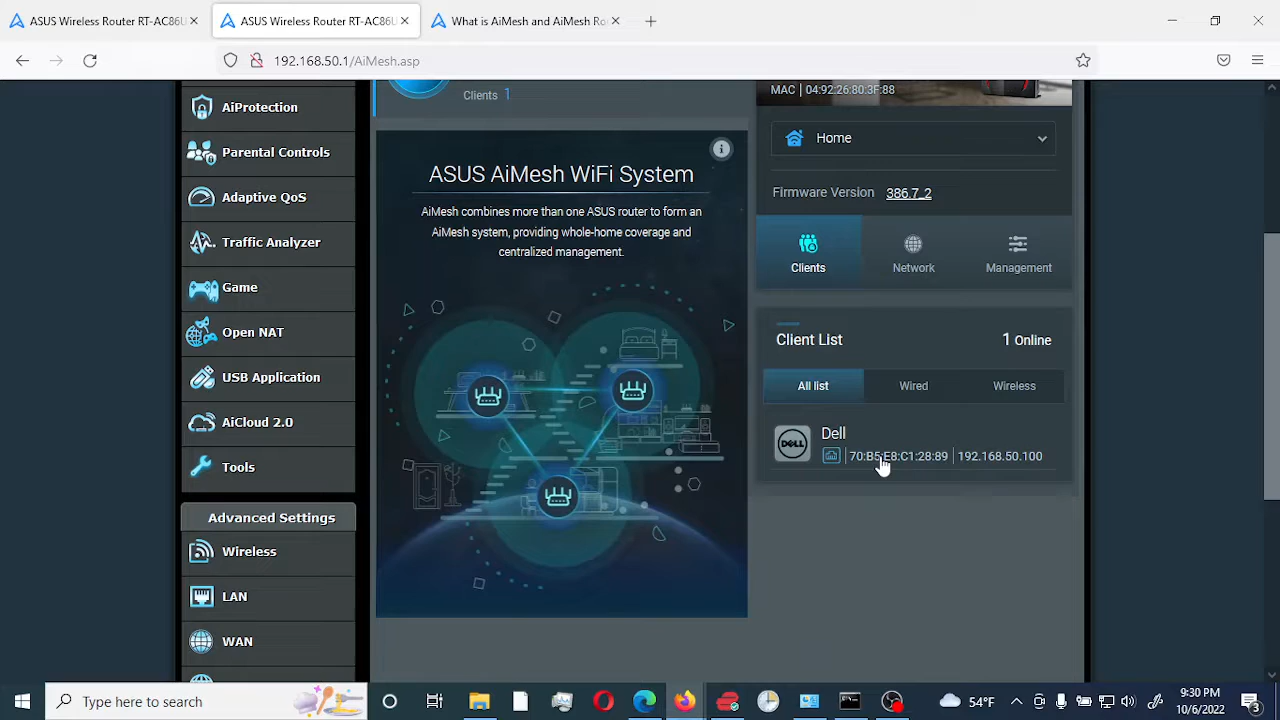 ASUS Wireless Router RT-AC86U
ASUS Wireless Router RT-AC86U
What is AiMesh and AiMesh Ro
192.168.50.1/AiMesh.asp
AiProtection
Parental Controls
Adaptive QoS
Traffic Analyzer
Game
Open NAT
USB Application
AiCloud 2.0
Tools
Advanced Settings
Wireless
LAN
WAN
Clients 1
ASUS AiMesh WiFi System
AiMesh combines more than one ASUS router to form an
AiMesh system, providing whole-home coverage and
centralized management.
MAC | 04:92:26:80:3F:88
Home
Firmware Version 386.7_2
Clients Network Management
Client List 1 Online
All list Wired Wireless
DELL
Dell
70:B5:E8:C1:28:89 192.168.50.100
Type here to search
54°F
9:30 PM
10/6/2022
3